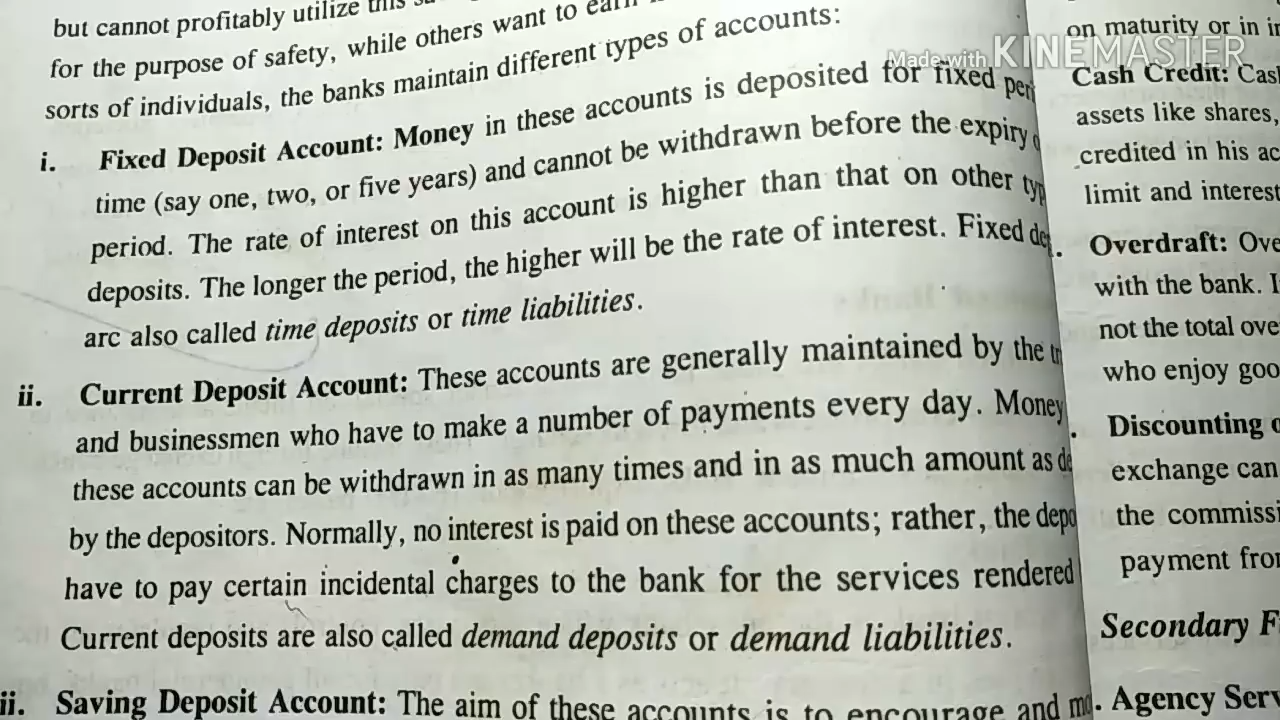 but cannot profitably utilize this
for the purpose of safety, while others want to earn
sorts of individuals, the banks maintain different types of accounts:
i. Fixed Deposit Account: Money in these accounts is deposited for fixed
time (say one, two, or five years) and cannot be withdrawn before the expiry
period. The rate of interest on this account is higher than that on other
deposits. The longer the period, the higher will be the rate of interest. Fixed
arc also called time deposits or time liabilities.
ii. Current Deposit Account: These accounts are generally maintained by the
and businessmen who have to make a number of payments every day. Money
these accounts can be withdrawn in as many times and in as much amount as
by the depositors. Normally, no interest is paid on these accounts; rather, the
have to pay certain incidental charges to the bank for the services rendered
Current deposits are also called demand deposits or demand liabilities.
ii. Saving Deposit Account: The aim of these accounts is to encourage and
on maturity or in
Made with KINEMASTER
Cash Credit:
assets like shares,
credited in his
limit and interest
Overdraft:
with the bank.
not the total
who enjoy
Discounting
exchange can
the
payment
Secondary
Agency